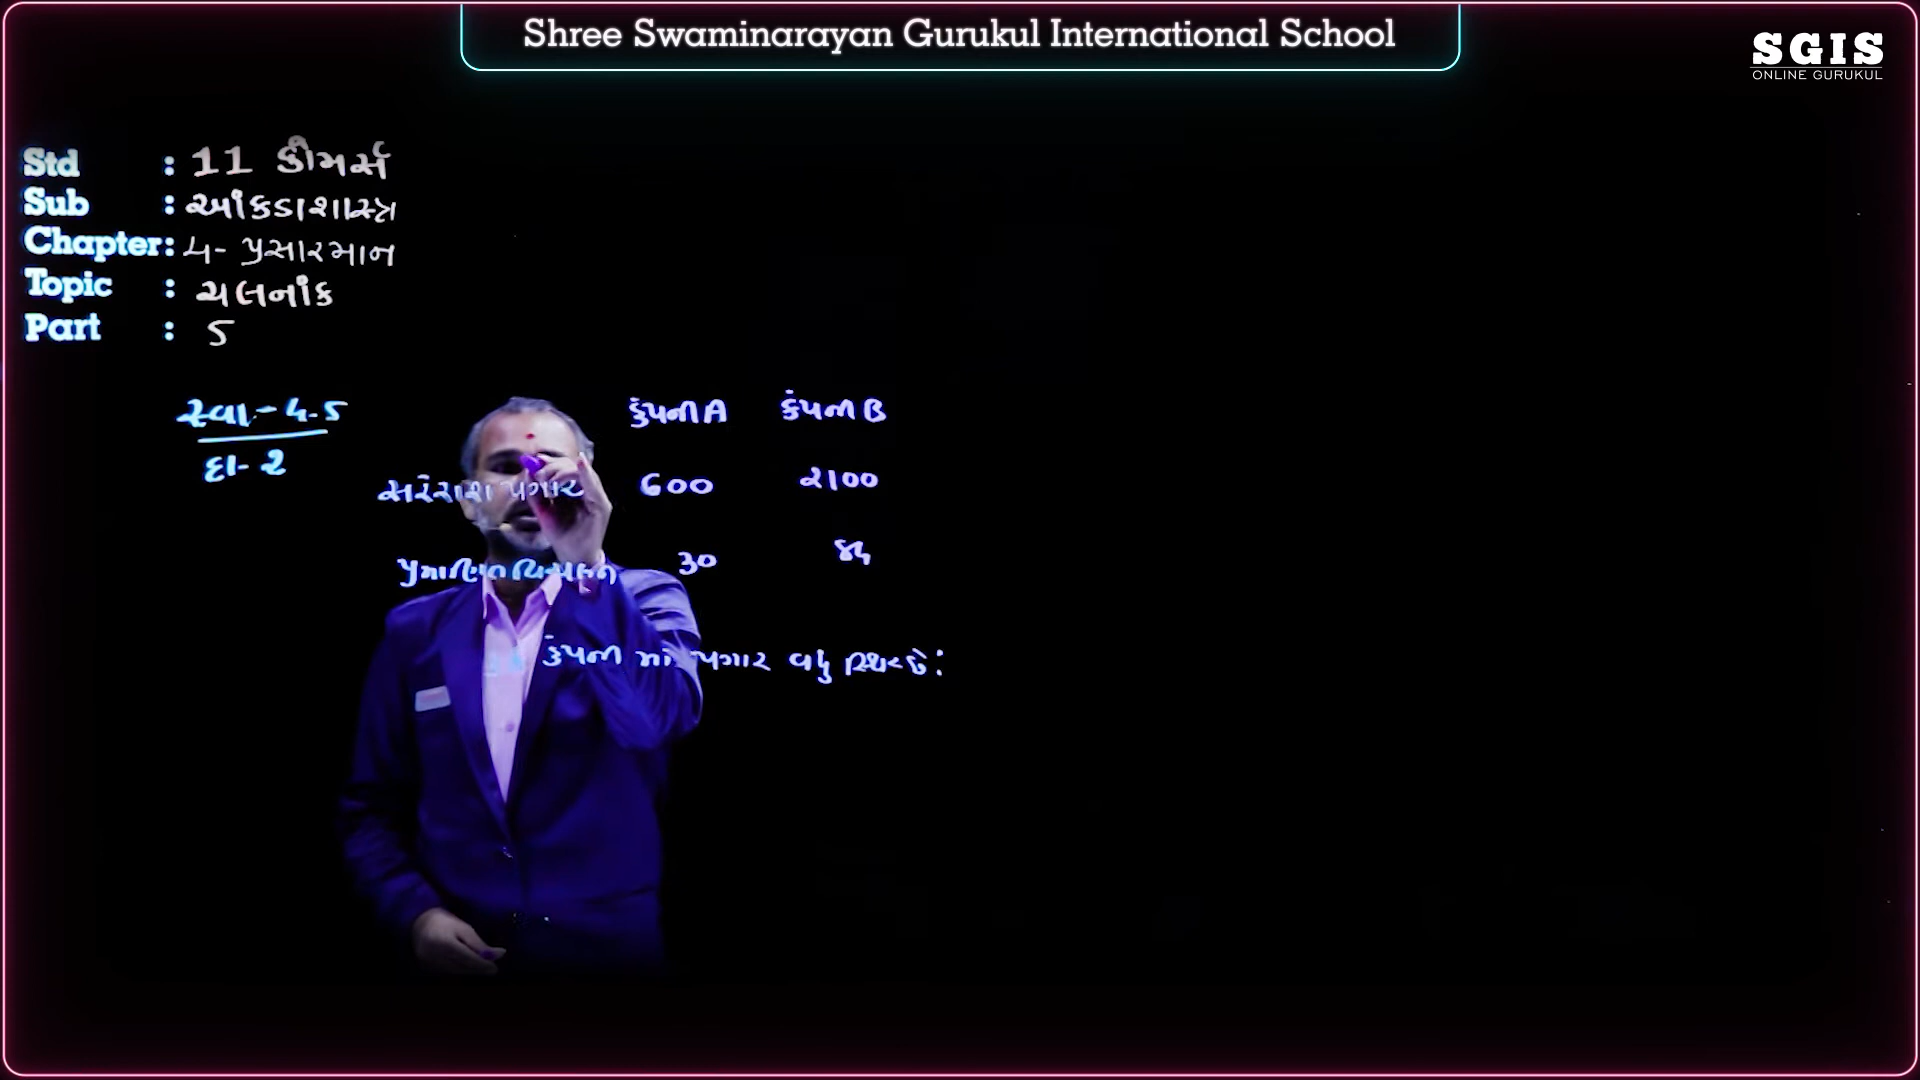 Shree Swaminarayan Gurukul International School
SGIS
ONLINE GURUKUL
Std : 11 કોમર્સ
Sub : આંકડાશાસ્ત્ર
Chapter: 4- પ્રસારમાન
Topic : ચલનાંક
Part : 5
સ્વા.- 4.5
દા- 2
કંપની A કંપની B
સરેરાશ પગાર 600 2100
પ્રમાણિત વિચલન 30 84
કંપની માં પગાર વધુ સ્થિર છે: